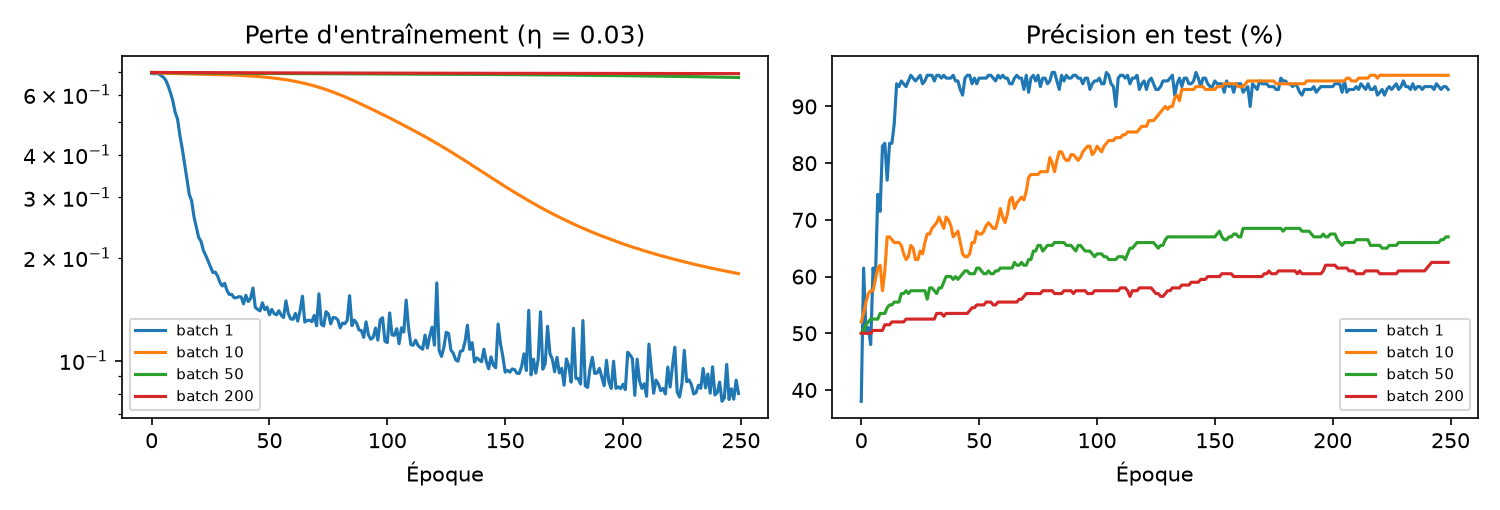 Perte d'entraînement (η = 0.03)
6 × 10⁻¹
4 × 10⁻¹
3 × 10⁻¹
2 × 10⁻¹
10⁻¹
batch 1
batch 10
batch 50
batch 200
0 50 100 150 200 250
Époque
Précision en test (%)
90
80
70
60
50
40
batch 1
batch 10
batch 50
batch 200
0 50 100 150 200 250
Époque